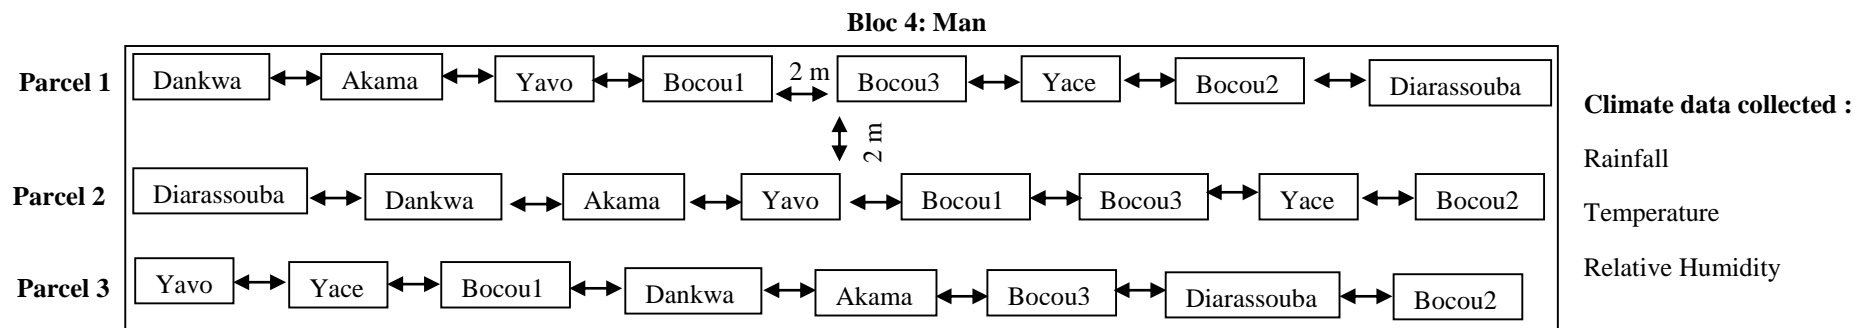 Bloc 4: Man
Parcel 1 Dankwa Akama Yavo Bocou1 2 m Bocou3 Yace Bocou2 Diarassouba
2 m
Parcel 2 Diarassouba Dankwa Akama Yavo Bocou1 Bocou3 Yace Bocou2
Parcel 3 Yavo Yace Bocou1 Dankwa Akama Bocou3 Diarassouba Bocou2
Climate data collected :
Rainfall
Temperature
Relative Humidity